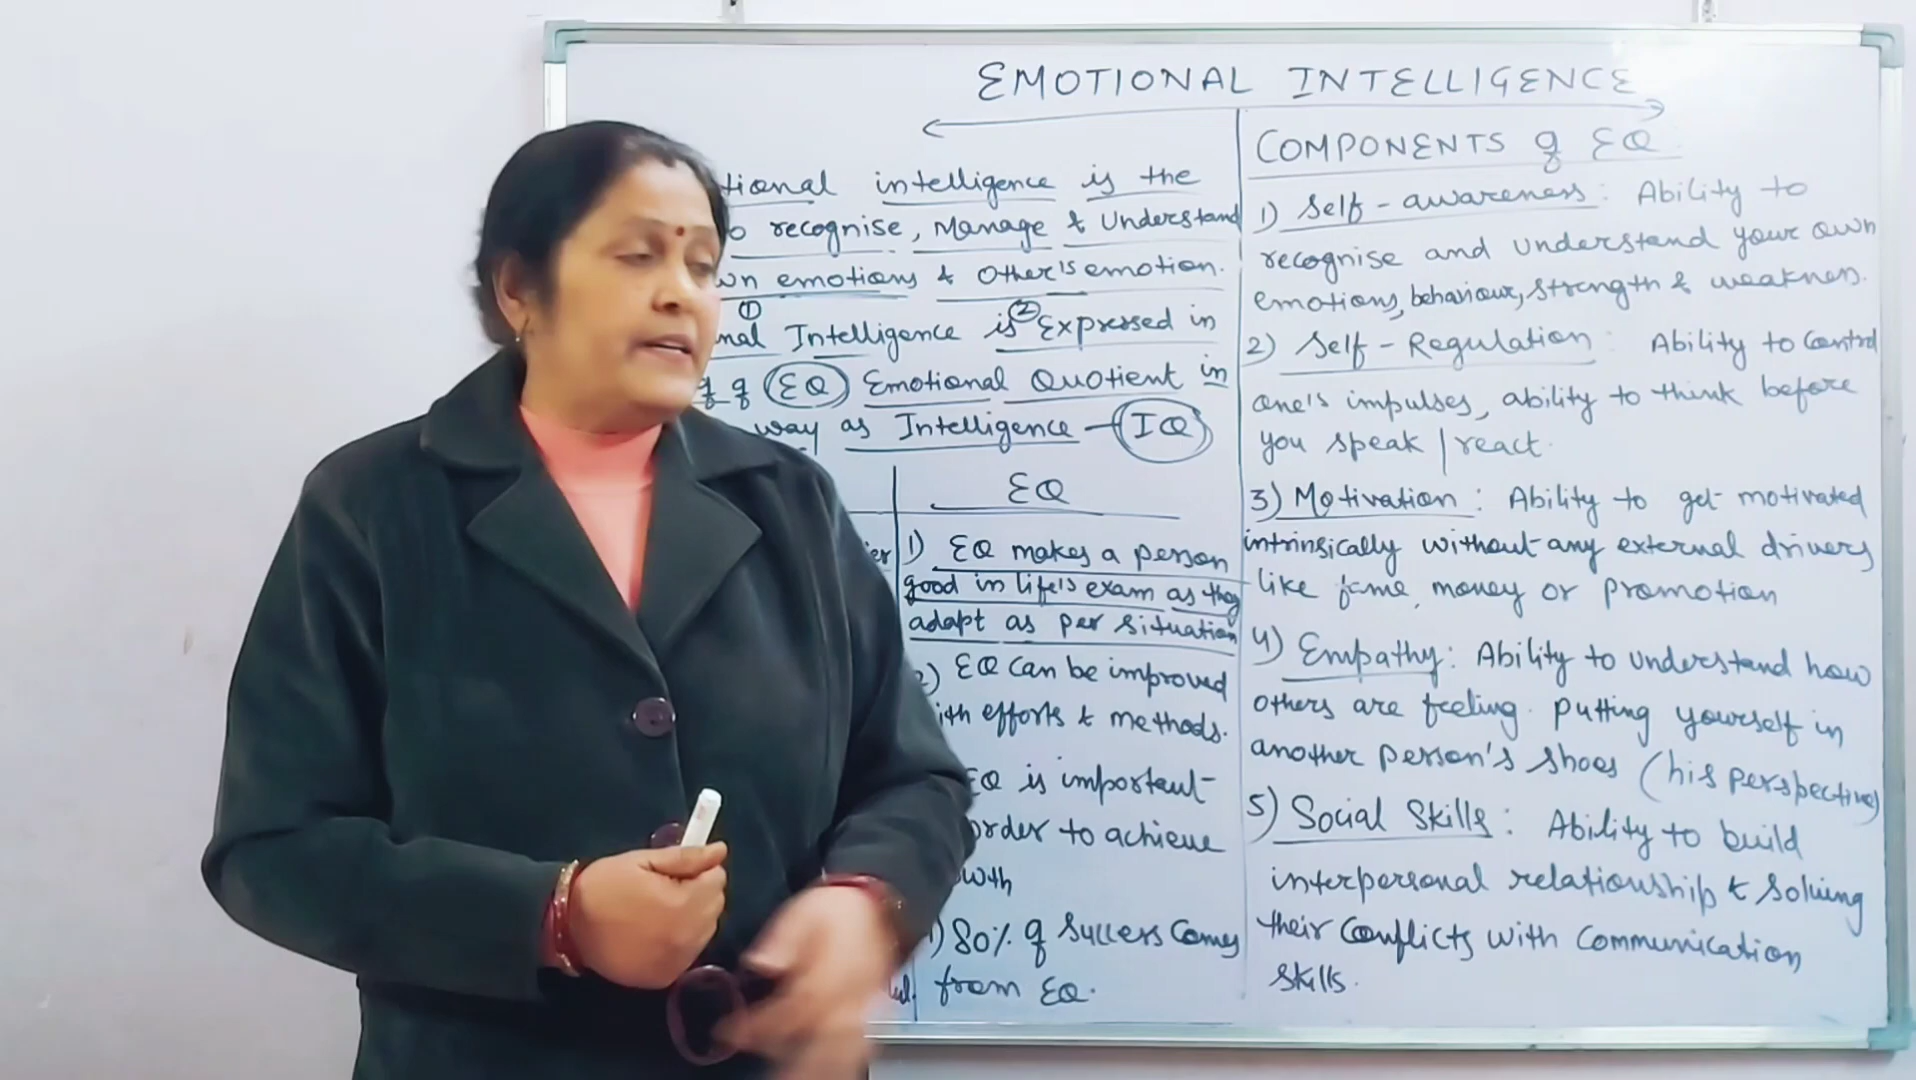 EMOTIONAL INTELLIGENCE
tional intelligence is the
o recognise, Manage & Understand
wn emotions & Other's emotion.
① ②
nal Intelligence is Expressed in
of EQ Emotional Quotient in
way as Intelligence - IQ
EQ
1) EQ makes a person
good in life's exam as they
adapt as per situation
2) EQ can be improved
ith efforts & methods.
EQ is important
order to achieve
owth
) 80% of Success Comes
from EQ.
COMPONENTS of EQ
1) Self-awareness: Ability to
recognise and understand your own
emotions, behaviour, strength & weakness.
2) Self-Regulation: Ability to Control
one's impulses, ability to think before
you speak / react.
3) Motivation: Ability to get motivated
intrinsically without any external drivers
like fame, money or promotion
4) Empathy: Ability to understand how
others are feeling. putting yourself in
another person's shoes (his perspective)
5) Social Skills: Ability to build
interpersonal relationship & solving
their Conflicts with Communication
skills.